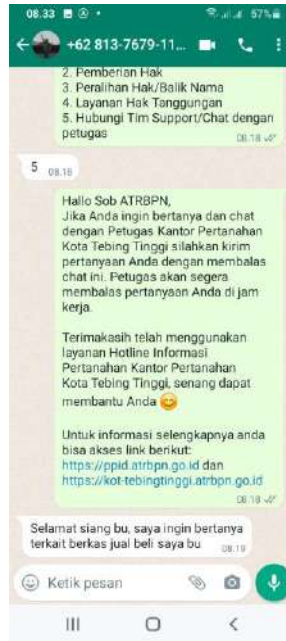 08.33
57%
+62 813-7679-11...
2. Pemberian Hak
3. Peralihan Hak/Balik Nama
4. Layanan Hak Tanggungan
5. Hubungi Tim Support/Chat dengan
petugas
08.18
5
08.18
Hallo Sob ATRBPN,
Jika Anda ingin bertanya dan chat
dengan Petugas Kantor Pertanahan
Kota Tebing Tinggi silahkan kirim
pertanyaan Anda dengan membalas
chat ini. Petugas akan segera
membalas pertanyaan Anda di jam
kerja.
Terimakasih telah menggunakan
layanan Hotline Informasi
Pertanahan Kantor Pertanahan
Kota Tebing Tinggi, senang dapat
membantu Anda
Untuk informasi selengkapnya anda
bisa akses link berikut:
https://ppid.atrbpn.go.id dan
https://kot-tebingtinggi.atrbpn.go.id
08.18
Selamat siang bu, saya ingin bertanya
terkait berkas jual beli saya bu
08.19
Ketik pesan